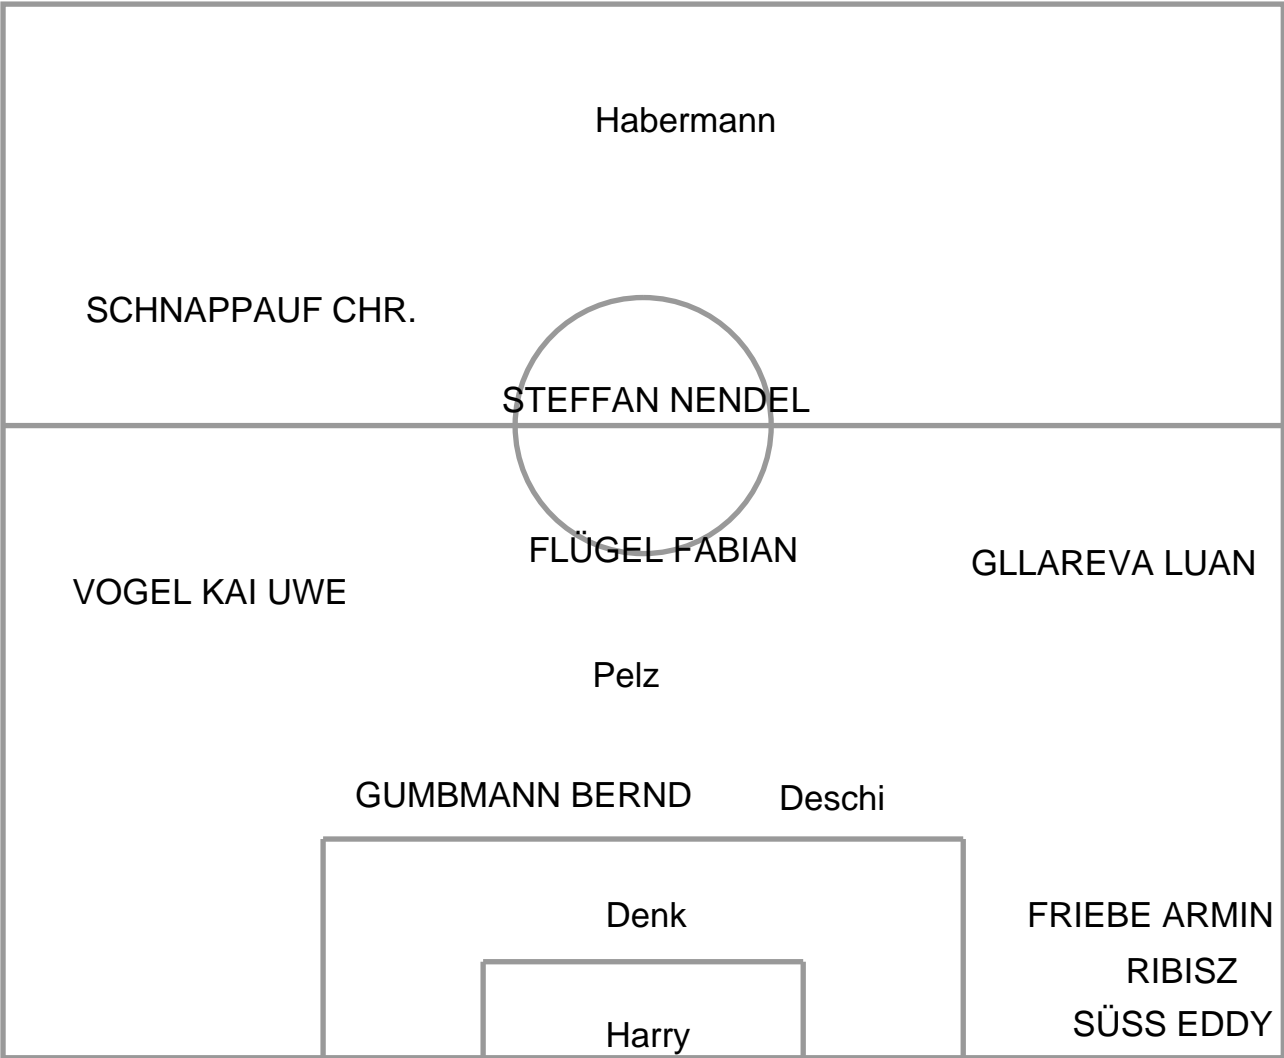 Habermann
SCHNAPPAUF CHR.
STEFFAN NENDEL
FLÜGEL FABIAN
GLLAREVA LUAN
VOGEL KAI UWE
Pelz
GUMBMANN BERND
Deschi
Denk
FRIEBE ARMIN
RIBISZ
SÜSS EDDY
Harry